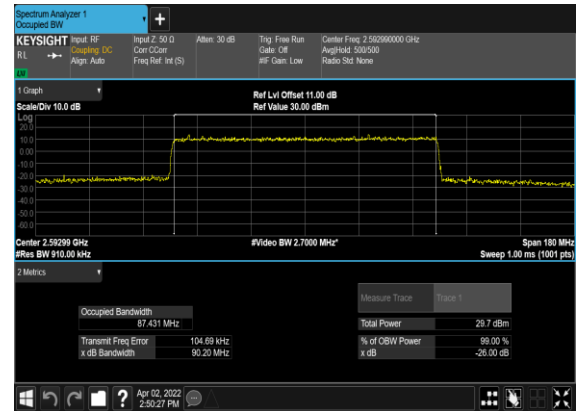 Spectrum Analyzer 1
Occupied BW
+
KEYSIGHT Input: RF Input Z: 50 Ω Atten: 30 dB Trig: Free Run Center Freq: 2.592990000 GHz
RL Coupling: DC Corr CCorr Gate: Off Avg|Hold: 500/500
Align: Auto Freq Ref: Int (S) #IF Gain: Low Radio Std: None
1 Graph Ref Lvl Offset 11.00 dB
Scale/Div 10.0 dB Ref Value 30.00 dBm
Log
20.0
10.0
0.00
-10.0
-20.0
-30.0
-40.0
-50.0
-60.0
Center 2.59299 GHz #Video BW 2.7000 MHz* Span 180 MHz
#Res BW 910.00 kHz Sweep 1.00 ms (1001 pts)
2 Metrics
Measure Trace Trace 1
Occupied Bandwidth
87.431 MHz Total Power 29.7 dBm
Transmit Freq Error 104.69 kHz % of OBW Power 99.00 %
x dB Bandwidth 90.20 MHz x dB -26.00 dB
? Apr 02, 2022
2:50:27 PM